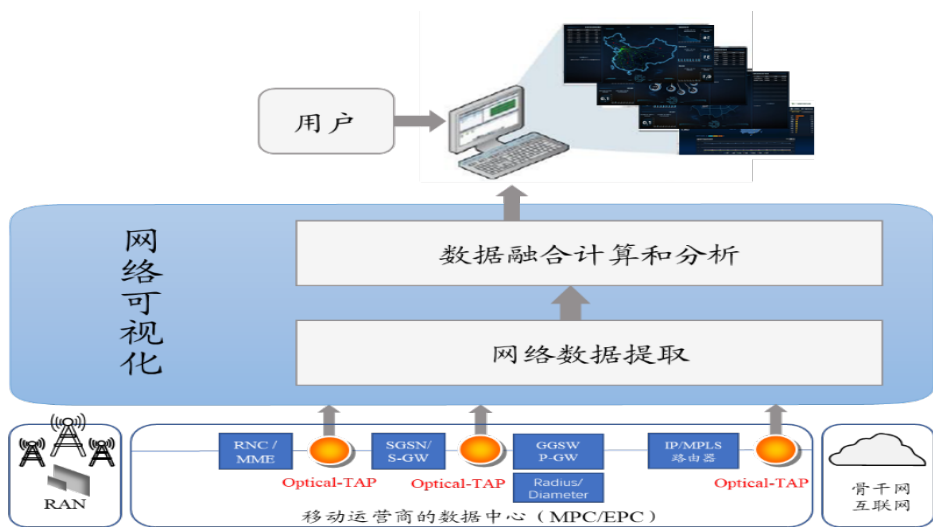 用户
网络可视化
数据融合计算和分析
网络数据提取
RNC /
MME
Optical-TAP
SGSN/
S-GW
Optical-TAP
GGSW
P-GW
Radius/
Diameter
IP/MPLS
路由器
Optical-TAP
RAN
移动运营商的数据中心（MPC/EPC）
骨干网
互联网